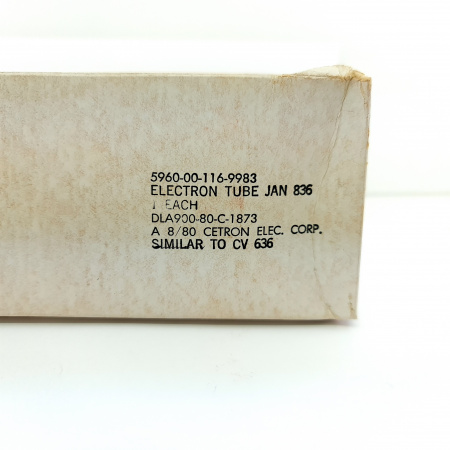 5960-00-116-9983
ELECTRON TUBE JAN 836
1 EACH
DLA900-80-C-1873
A 8/80 CETRON ELEC. CORP.
SIMILAR TO CV 636